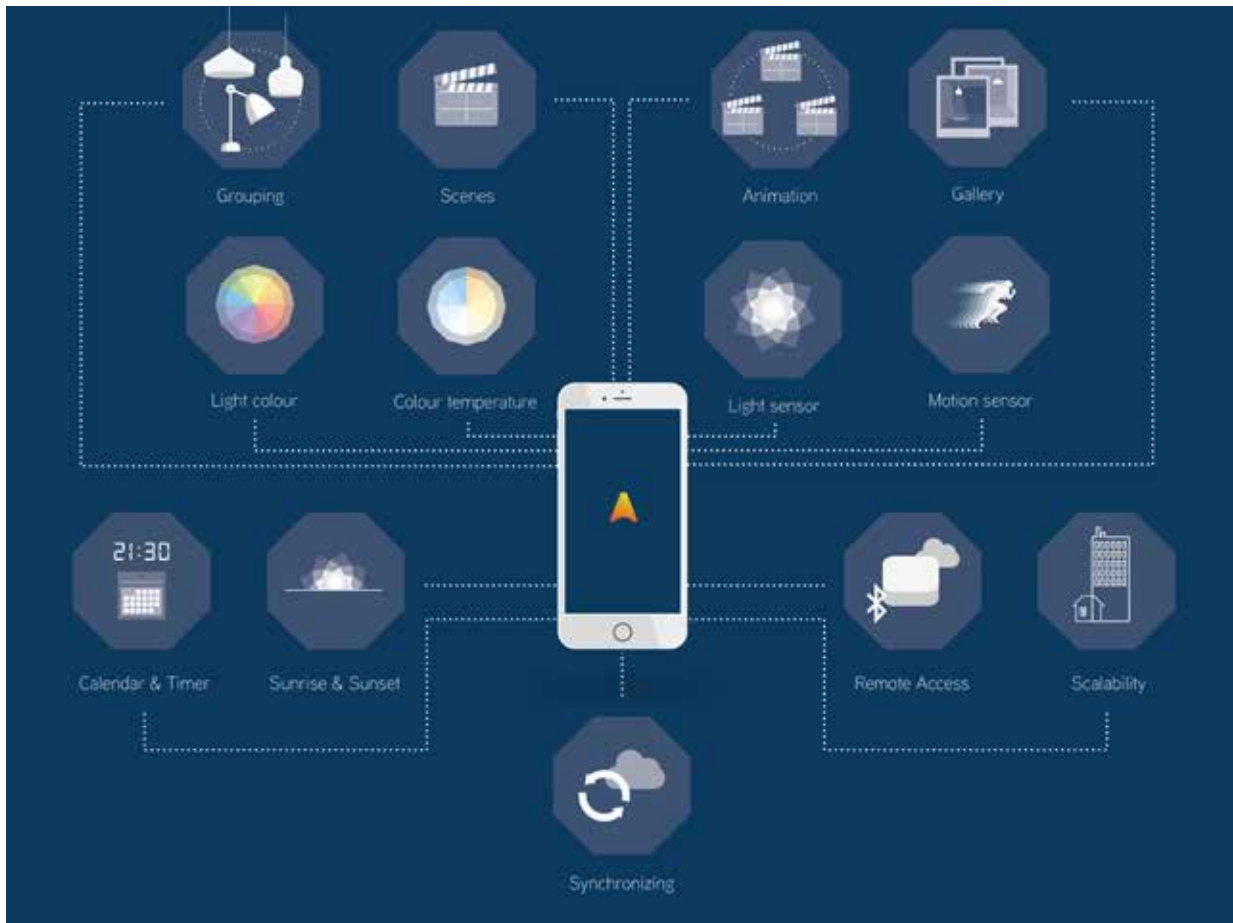 Grouping
Scenes
Animation
Gallery
Light colour
Colour temperature
Light sensor
Motion sensor
21:30
Calendar & Timer
Sunrise & Sunset
Remote Access
Scalability
Synchronizing